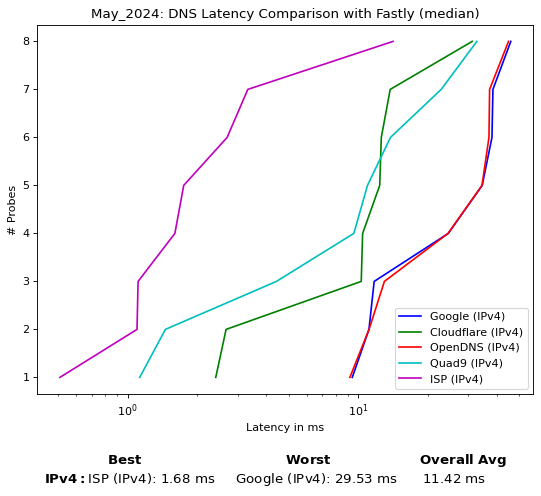 May_2024: DNS Latency Comparison with Fastly (median)
8
7
6
5
4
3
2
1
# Probes
Google (IPv4)
Cloudflare (IPv4)
OpenDNS (IPv4)
Quad9 (IPv4)
ISP (IPv4)
10⁰ 10¹
Latency in ms
Best Worst Overall Avg
IPv4: ISP (IPv4): 1.68 ms Google (IPv4): 29.53 ms 11.42 ms